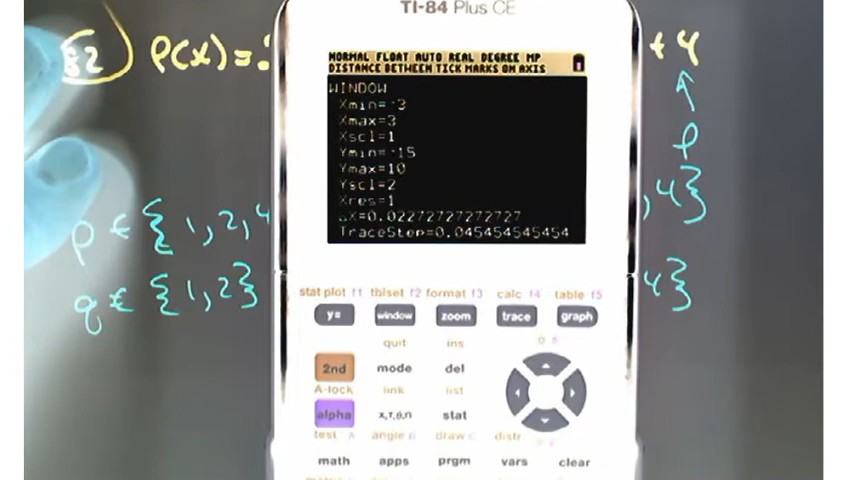 TI-84 Plus CE
82 P(x)= + 4
NORMAL FLOAT AUTO REAL DEGREE MP
DISTANCE BETWEEN TICK MARKS ON AXIS
WINDOW
Xmin=-3
Xmax=3
Xscl=1
Ymin=-15
Ymax=10
Yscl=2
Xres=1
△X=0.02272727272727
TraceStep=0.045454545454
p
p ∈ {1,2,4 ,4}
q ∈ {1,2} 4}
stat plot f1 tblset f2 format f3 calc f4 table f5
y= window zoom trace graph
quit ins
2nd mode del
A-lock link list
alpha X,T,θ,n stat
test A angle B draw C distr
math apps prgm vars clear